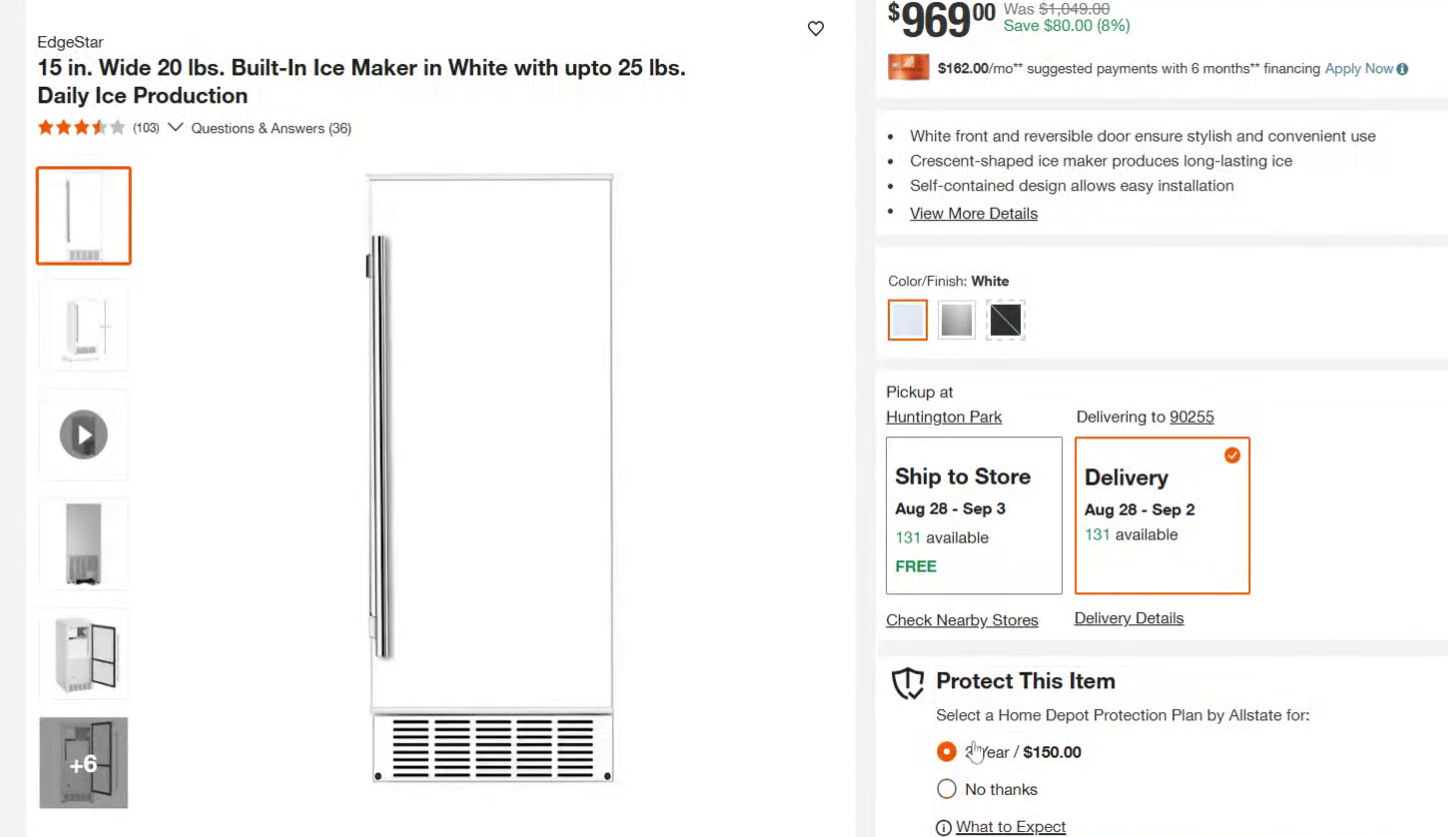 EdgeStar
15 in. Wide 20 lbs. Built-In Ice Maker in White with upto 25 lbs.
Daily Ice Production
(103) Questions & Answers (36)
+6
$969 00 Was $1,049.00
Save $80.00 (8%)
$162.00/mo** suggested payments with 6 months** financing Apply Now
White front and reversible door ensure stylish and convenient use
Crescent-shaped ice maker produces long-lasting ice
Self-contained design allows easy installation
View More Details
Color/Finish: White
Pickup at
Huntington Park
Delivering to 90255
Ship to Store
Aug 28 - Sep 3
131 available
FREE
Delivery
Aug 28 - Sep 2
131 available
Check Nearby Stores
Delivery Details
Protect This Item
Select a Home Depot Protection Plan by Allstate for:
/ $150.00
No thanks
What to Expect